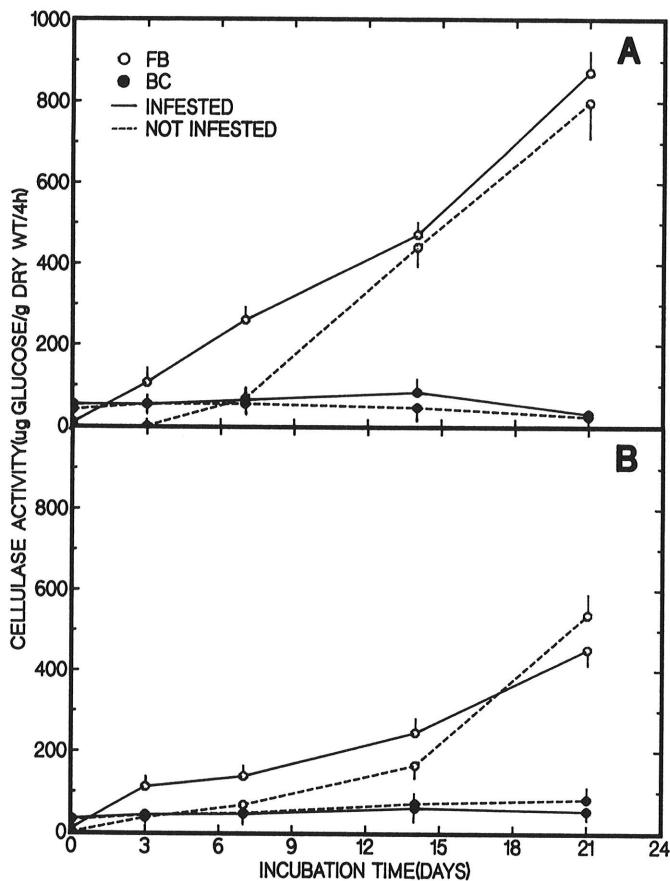 1000
A
FB
BC
INFESTED
NOT INFESTED
800
600
400
200
0
B
800
600
400
200
0
CELLULASE ACTIVITY(ug GLUCOSE/g DRY WT/4h)
0 3 6 9 12 15 18 21 24
INCUBATION TIME(DAYS)